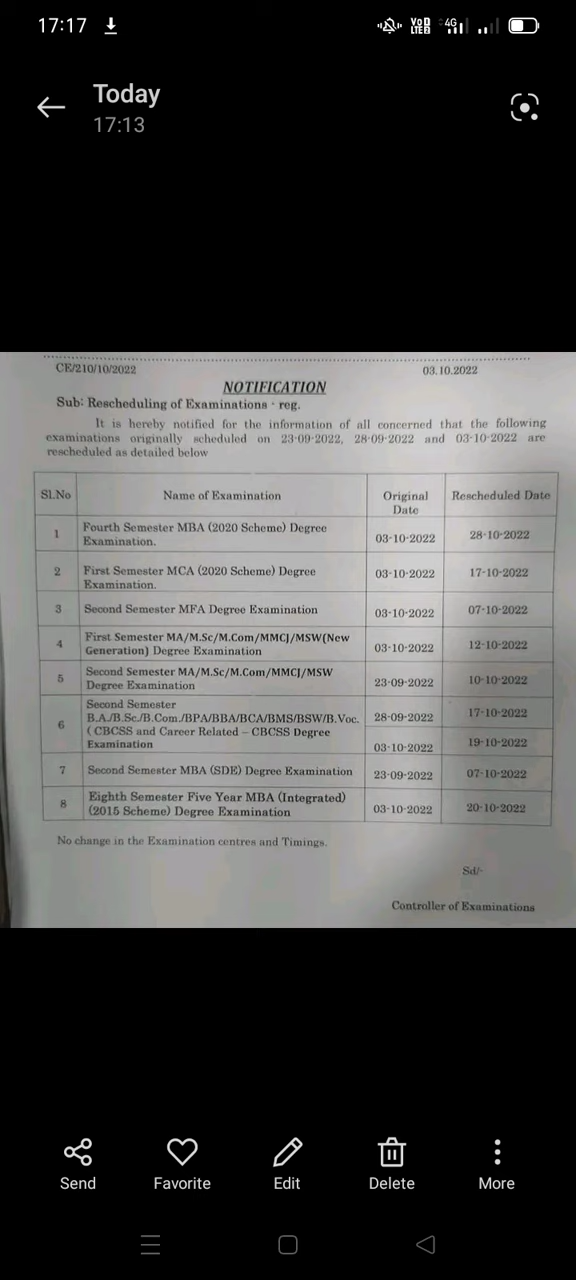 17:17
VoD LTE2 4G
Today
17:13
CE/210/10/2022 03.10.2022
NOTIFICATION
Sub: Rescheduling of Examinations - reg.
It is hereby notified for the information of all concerned that the following
examinations originally scheduled on 23-09-2022, 28-09-2022 and 03-10-2022 are
rescheduled as detailed below
Sl.No Name of Examination Original Rescheduled Date
Date
1 Fourth Semester MBA (2020 Scheme) Degree
Examination. 03-10-2022 28-10-2022
2 First Semester MCA (2020 Scheme) Degree
Examination. 03-10-2022 17-10-2022
3 Second Semester MFA Degree Examination 03-10-2022 07-10-2022
4 First Semester MA/M.Sc/M.Com/MMCJ/MSW(New
Generation) Degree Examination 03-10-2022 12-10-2022
5 Second Semester MA/M.Sc/M.Com/MMCJ/MSW
Degree Examination 23-09-2022 10-10-2022
6 Second Semester
B.A./B.Sc./B.Com./BPA/BBA/BCA/BMS/BSW/B.Voc. 28-09-2022 17-10-2022
( CBCSS and Career Related – CBCSS Degree
Examination 03-10-2022 19-10-2022
7 Second Semester MBA (SDE) Degree Examination 23-09-2022 07-10-2022
8 Eighth Semester Five Year MBA (Integrated)
(2015 Scheme) Degree Examination 03-10-2022 20-10-2022
No change in the Examination centres and Timings.
Sd/-
Controller of Examinations
Send Favorite Edit Delete More